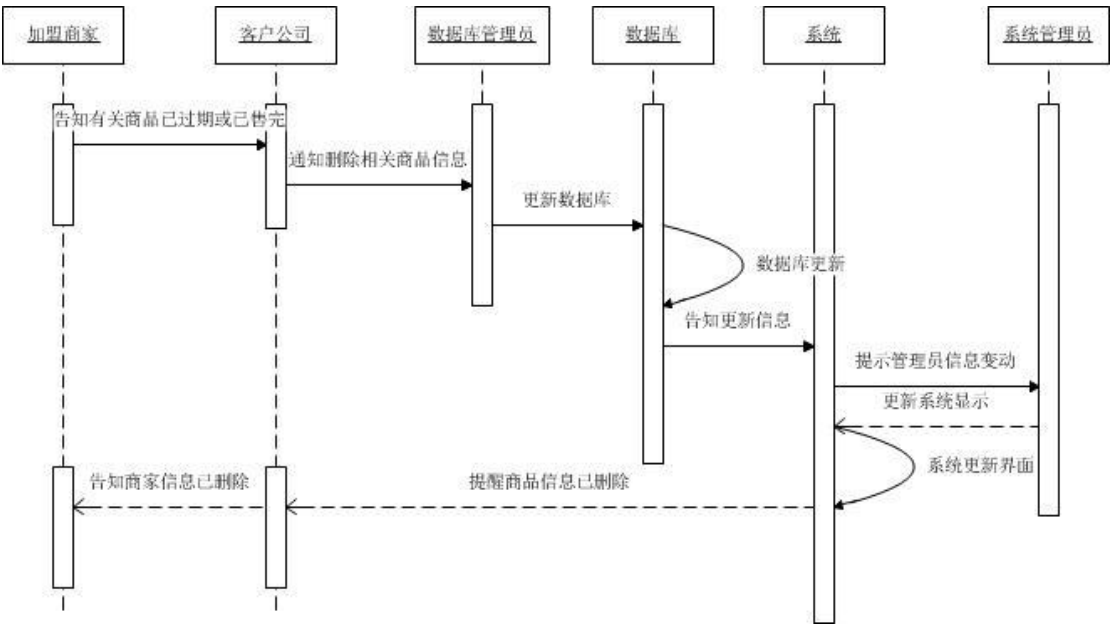 加盟商家
客户公司
数据库管理员
数据库
系统
系统管理员
告知有关商品已过期或已售完
通知删除相关商品信息
更新数据库
数据库更新
告知更新信息
提示管理员信息变动
更新系统显示
系统更新界面
告知商家信息已删除
提醒商品信息已删除